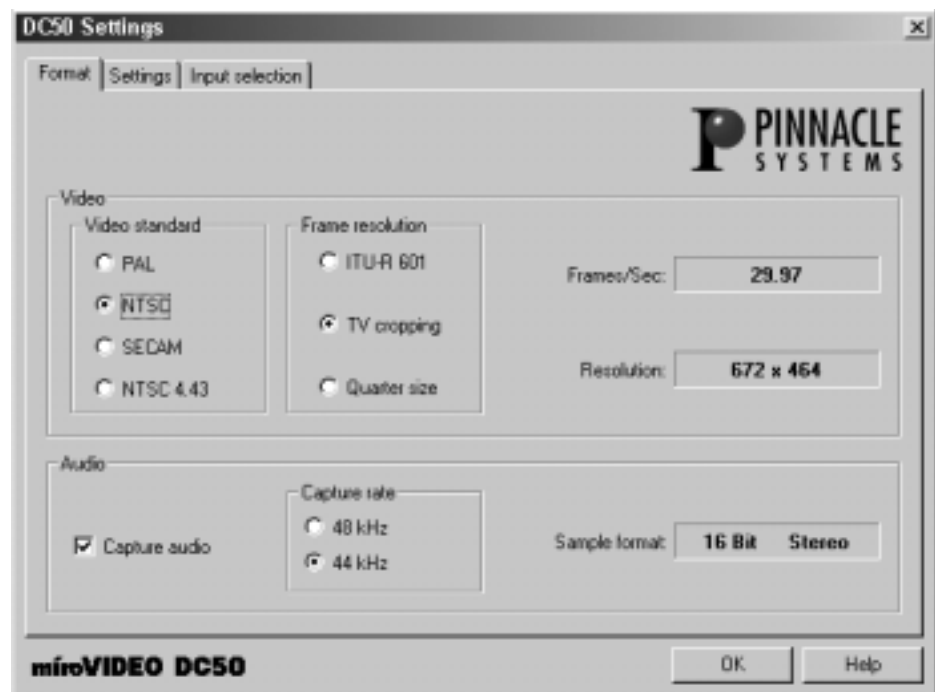 DC50 Settings
Format Settings Input selection
PINNACLE
SYSTEMS
Video
Video standard
PAL
NTSC
SECAM
NTSC 4.43
Frame resolution
ITU-R 601
TV cropping
Quarter size
Frames/Sec: 29.97
Resolution: 672 x 464
Audio
Capture audio
Capture rate
48 kHz
44 kHz
Sample format: 16 Bit Stereo
miroVIDEO DC50
OK Help